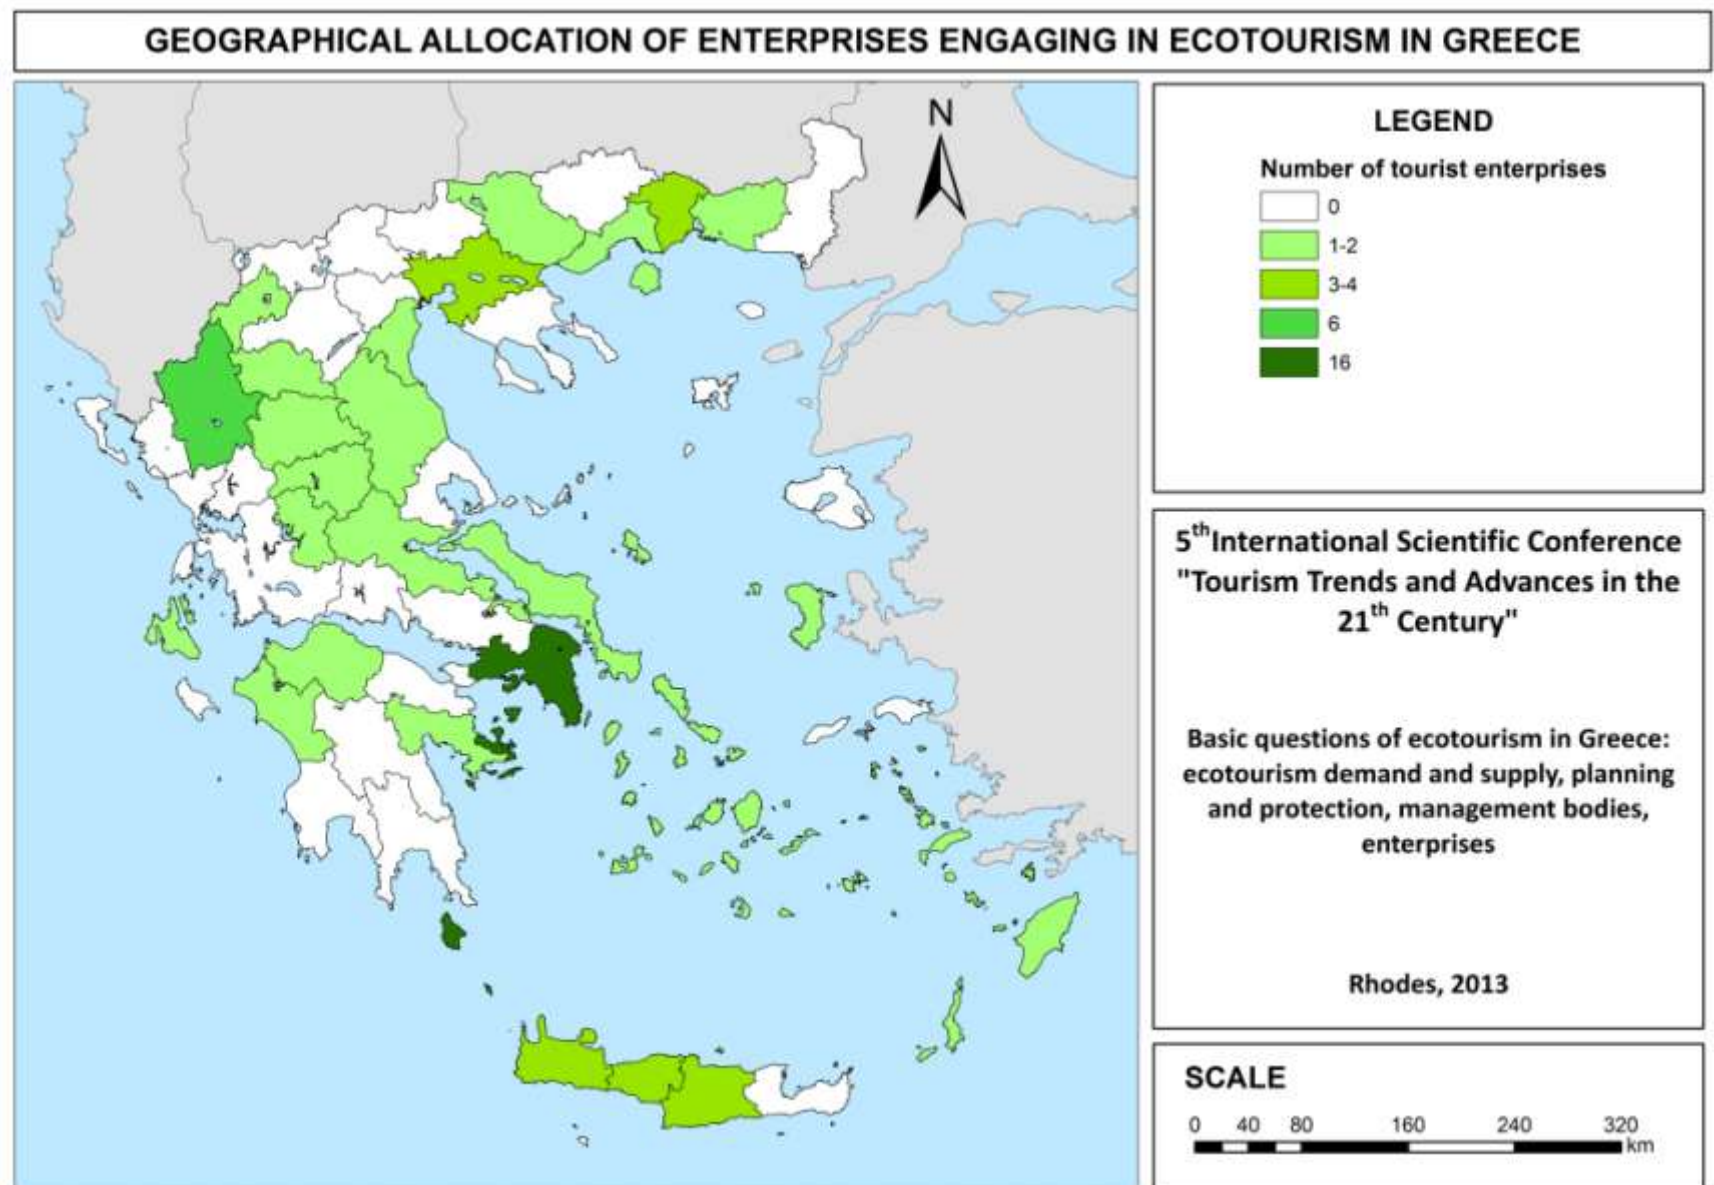 GEOGRAPHICAL ALLOCATION OF ENTERPRISES ENGAGING IN ECOTOURISM IN GREECE
N
LEGEND
Number of tourist enterprises
0
1-2
3-4
6
16
5th International Scientific Conference
"Tourism Trends and Advances in the
21th Century"
Basic questions of ecotourism in Greece:
ecotourism demand and supply, planning
and protection, management bodies,
enterprises
Rhodes, 2013
SCALE
0 40 80 160 240 320
km